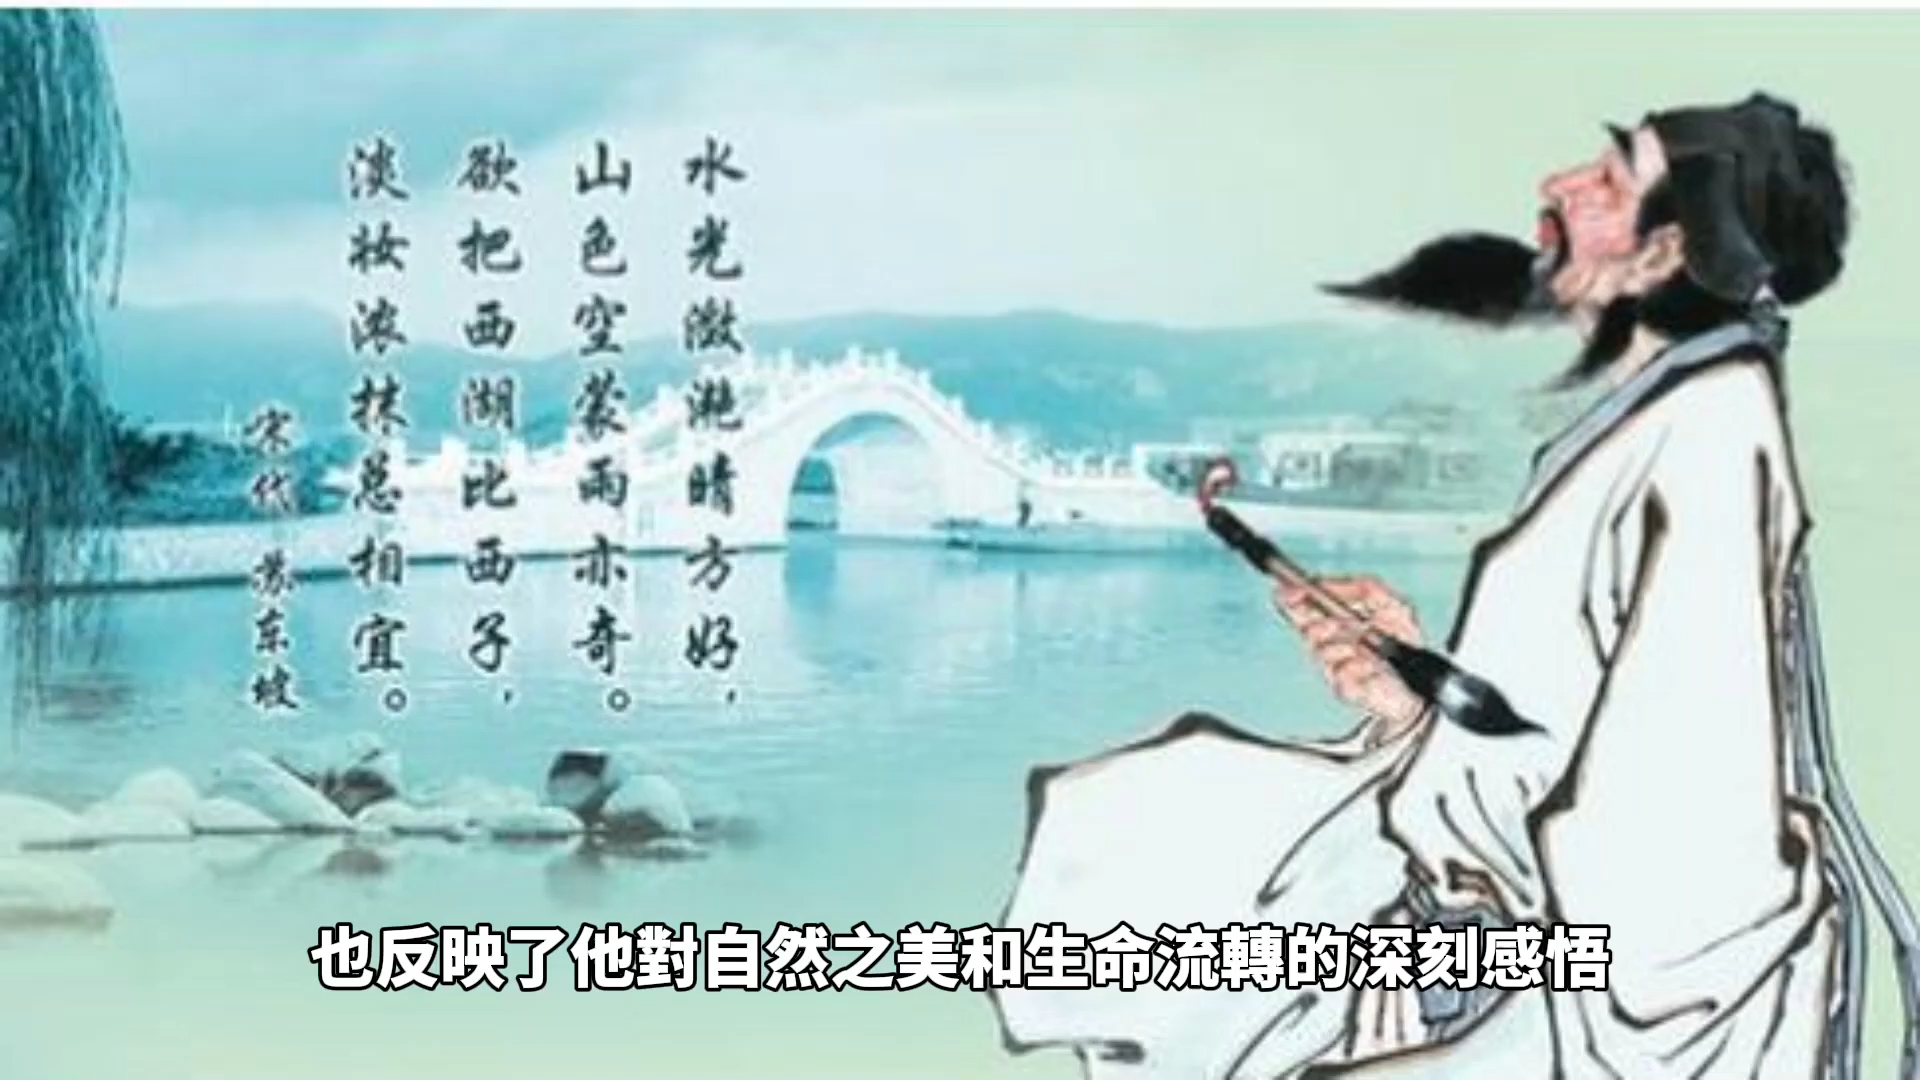 水光潋滟晴方好，
山色空蒙雨亦奇。
欲把西湖比西子，
淡妆浓抹总相宜。
宋代 苏东坡
也反映了他對自然之美和生命流轉的深刻感悟